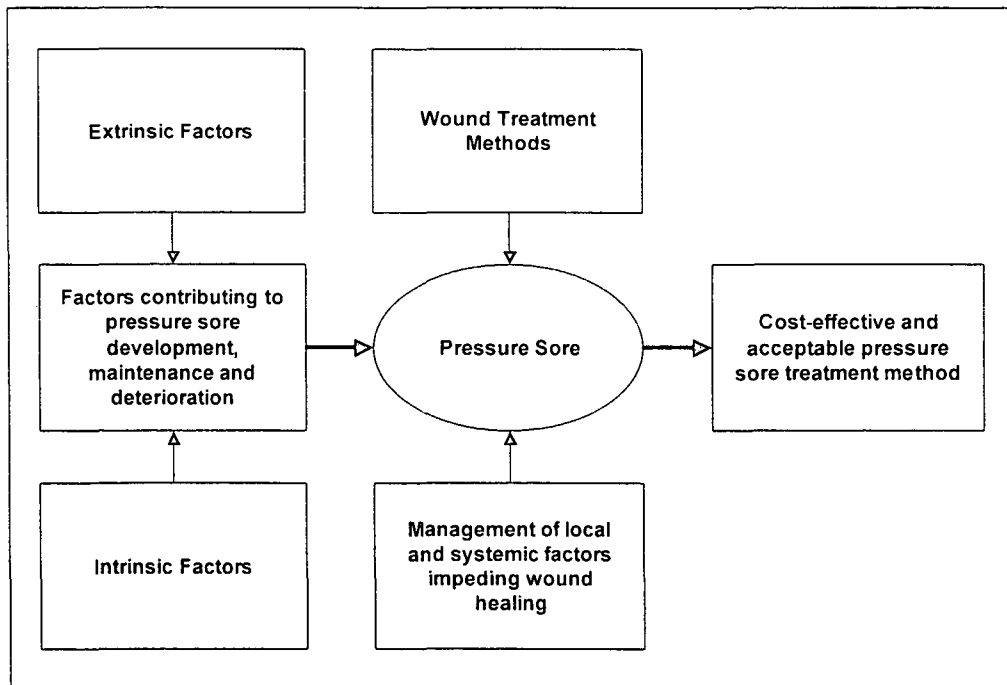 Extrinsic Factors
Wound Treatment
Methods
Factors contributing to
pressure sore
development,
maintenance and
deterioration
Pressure Sore
Cost-effective and
acceptable pressure
sore treatment method
Intrinsic Factors
Management of local
and systemic factors
impeding wound
healing